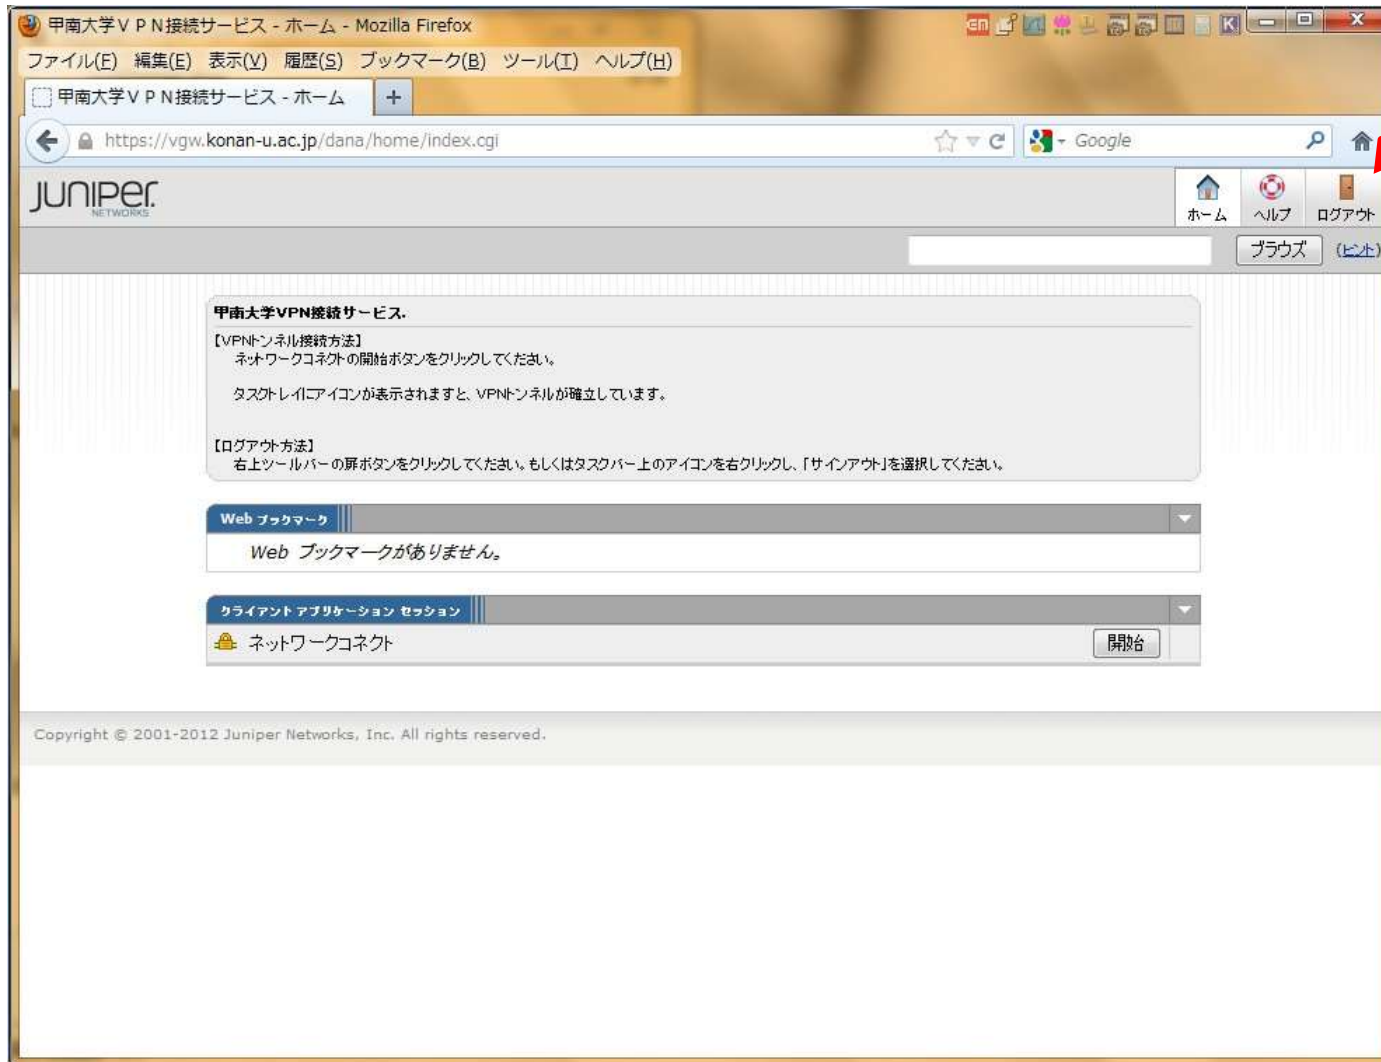 甲南大学ＶＰＮ接続サービス - ホーム - Mozilla Firefox
ファイル(F) 編集(E) 表示(V) 履歴(S) ブックマーク(B) ツール(T) ヘルプ(H)
甲南大学ＶＰＮ接続サービス - ホーム +
https://vgw.konan-u.ac.jp/dana/home/index.cgi
Google
JUNIPER
NETWORKS
ホーム ヘルプ ログアウト
ブラウズ (ヒント)
甲南大学VPN接続サービス.
【VPNトンネル接続方法】
ネットワークコネクトの開始ボタンをクリックしてください。
タスクトレイにアイコンが表示されますと、VPNトンネルが確立しています。
【ログアウト方法】
右上ツールバーの扉ボタンをクリックしてください。もしくはタスクバー上のアイコンを右クリックし、「サインアウト」を選択してください。
Web ブックマーク
Web ブックマークがありません。
クライアント アプリケーション セッション
ネットワークコネクト
開始
Copyright © 2001-2012 Juniper Networks, Inc. All rights reserved.